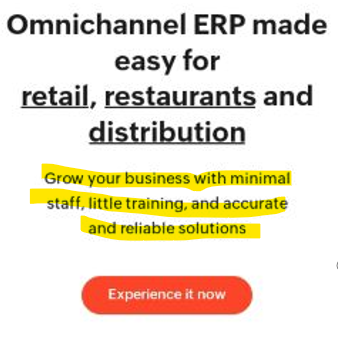 Omnichannel ERP made
easy for
retail, restaurants and
distribution
Grow your business with minimal
staff, little training, and accurate
and reliable solutions
Experience it now